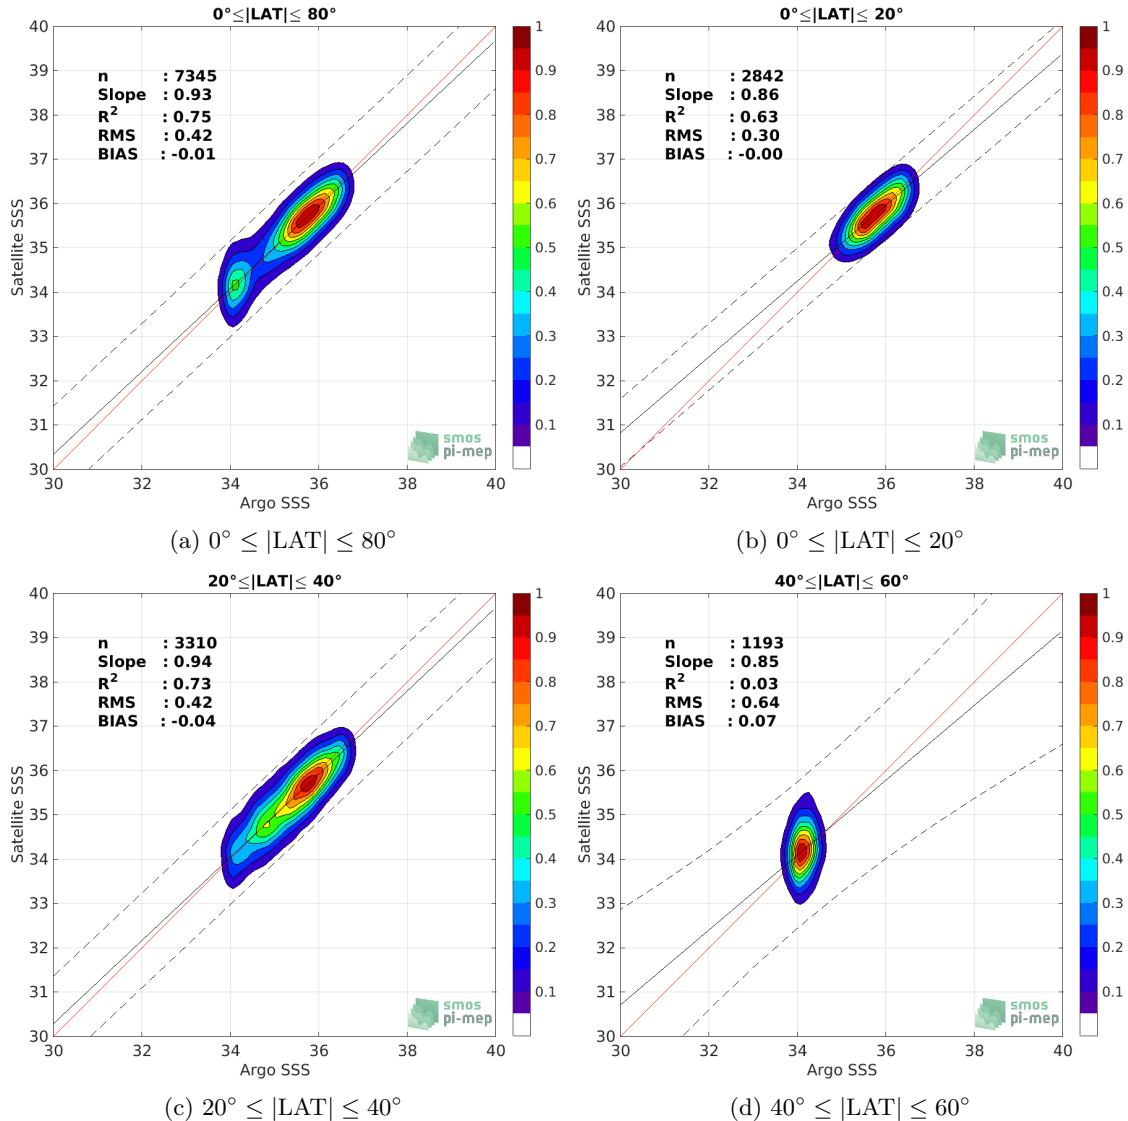 0°≤|LAT|≤ 80°
n : 7345
Slope : 0.93
R² : 0.75
RMS : 0.42
BIAS : -0.01
Satellite SSS
40
39
38
37
36
35
34
33
32
31
30
30 32 34 36 38 40
Argo SSS
1
0.9
0.8
0.7
0.6
0.5
0.4
0.3
0.2
0.1
smos
pi-mep
(a) 0° ≤ |LAT| ≤ 80°
0°≤|LAT|≤ 20°
n : 2842
Slope : 0.86
R² : 0.63
RMS : 0.30
BIAS : -0.00
Satellite SSS
40
39
38
37
36
35
34
33
32
31
30
30 32 34 36 38 40
Argo SSS
1
0.9
0.8
0.7
0.6
0.5
0.4
0.3
0.2
0.1
smos
pi-mep
(b) 0° ≤ |LAT| ≤ 20°
20°≤|LAT|≤ 40°
n : 3310
Slope : 0.94
R² : 0.73
RMS : 0.42
BIAS : -0.04
Satellite SSS
40
39
38
37
36
35
34
33
32
31
30
30 32 34 36 38 40
Argo SSS
1
0.9
0.8
0.7
0.6
0.5
0.4
0.3
0.2
0.1
smos
pi-mep
(c) 20° ≤ |LAT| ≤ 40°
40°≤|LAT|≤ 60°
n : 1193
Slope : 0.85
R² : 0.03
RMS : 0.64
BIAS : 0.07
Satellite SSS
40
39
38
37
36
35
34
33
32
31
30
30 32 34 36 38 40
Argo SSS
1
0.9
0.8
0.7
0.6
0.5
0.4
0.3
0.2
0.1
smos
pi-mep
(d) 40° ≤ |LAT| ≤ 60°